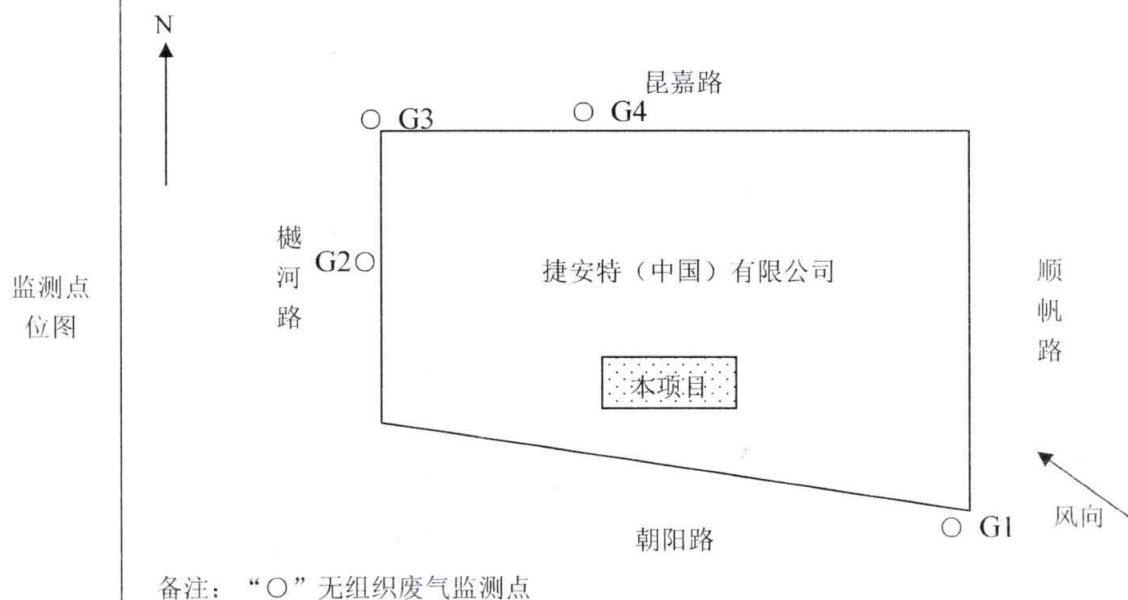 N
昆嘉路
G3
G4
樾河路
G2
捷安特（中国）有限公司
顺帆路
监测点
位图
本项目
风向
G1
朝阳路
备注：“○”无组织废气监测点